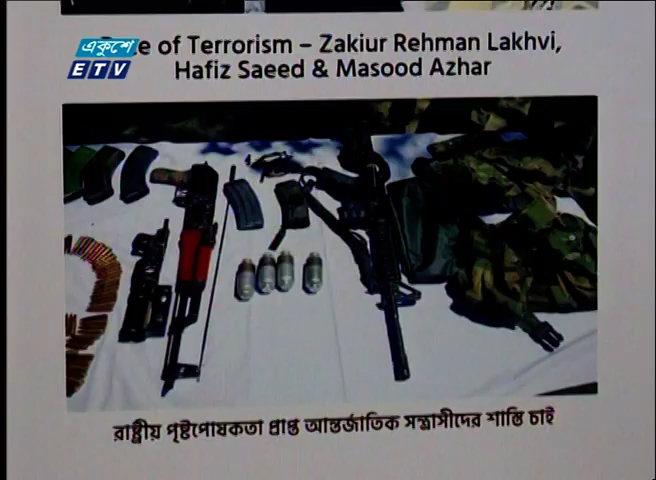 একুশে
ETV
of Terrorism – Zakiur Rehman Lakhvi,
Hafiz Saeed & Masood Azhar
রাষ্ট্রীয় পৃষ্টপোষকতা প্রাপ্ত আন্তর্জাতিক সন্ত্রাসীদের শাস্তি চাই